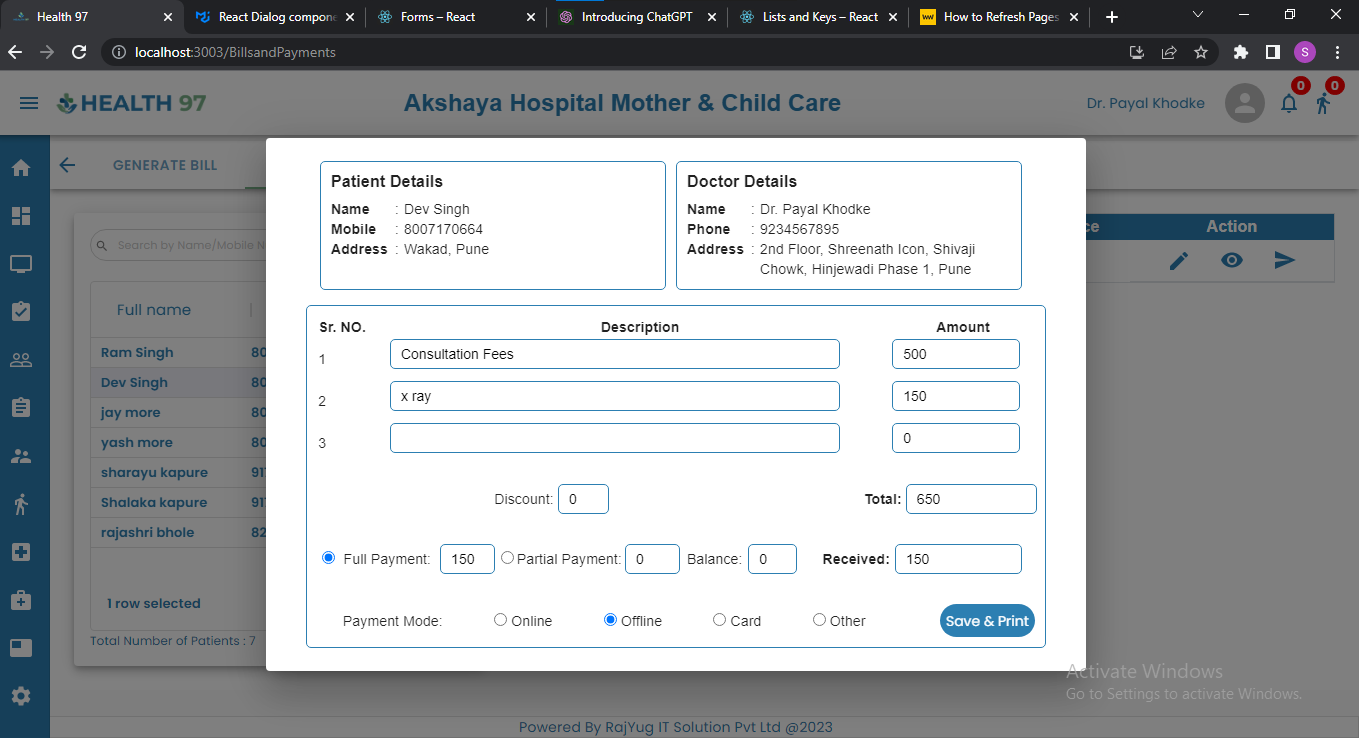 Health 97
React Dialog compone
Forms – React
Introducing ChatGPT
Lists and Keys – React
How to Refresh Pages
localhost:3003/BillsandPayments
S
HEALTH 97
Akshaya Hospital Mother & Child Care
Dr. Payal Khodke
0
0
GENERATE BILL
Search by Name/Mobile N
Full name
Ram Singh 80
Dev Singh 80
jay more 80
yash more 80
sharayu kapure 91
Shalaka kapure 91
rajashri bhole 82
1 row selected
Total Number of Patients : 7
ce Action
Patient Details
Name : Dev Singh
Mobile : 8007170664
Address : Wakad, Pune
Doctor Details
Name : Dr. Payal Khodke
Phone : 9234567895
Address : 2nd Floor, Shreenath Icon, Shivaji
Chowk, Hinjewadi Phase 1, Pune
Sr. NO. Description Amount
1 Consultation Fees 500
2 x ray 150
3 0
Discount: 0 Total: 650
Full Payment: 150 Partial Payment: 0 Balance: 0 Received: 150
Payment Mode: Online Offline Card Other Save & Print
Activate Windows
Go to Settings to activate Windows.
Powered By RajYug IT Solution Pvt Ltd @2023